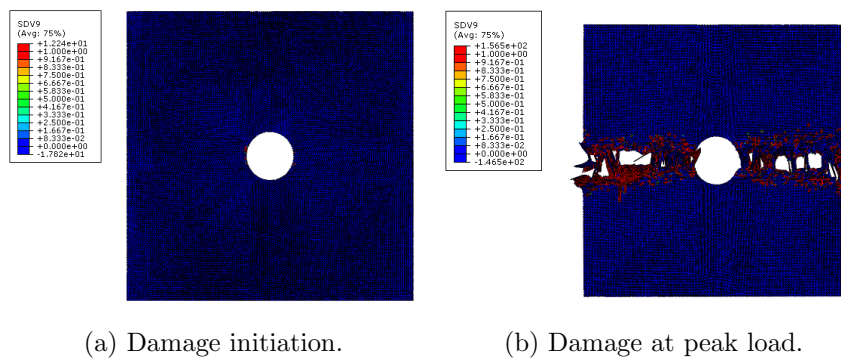 SDV9
(Avg: 75%)
+1.224e+01
+1.000e+00
+9.167e-01
+8.333e-01
+7.500e-01
+6.667e-01
+5.833e-01
+5.000e-01
+4.167e-01
+3.333e-01
+2.500e-01
+1.667e-01
+8.333e-02
+0.000e+00
-1.782e+01
(a) Damage initiation.
SDV9
(Avg: 75%)
+1.565e+02
+1.000e+00
+9.167e-01
+8.333e-01
+7.500e-01
+6.667e-01
+5.833e-01
+5.000e-01
+4.167e-01
+3.333e-01
+2.500e-01
+1.667e-01
+8.333e-02
+0.000e+00
-1.465e+02
(b) Damage at peak load.